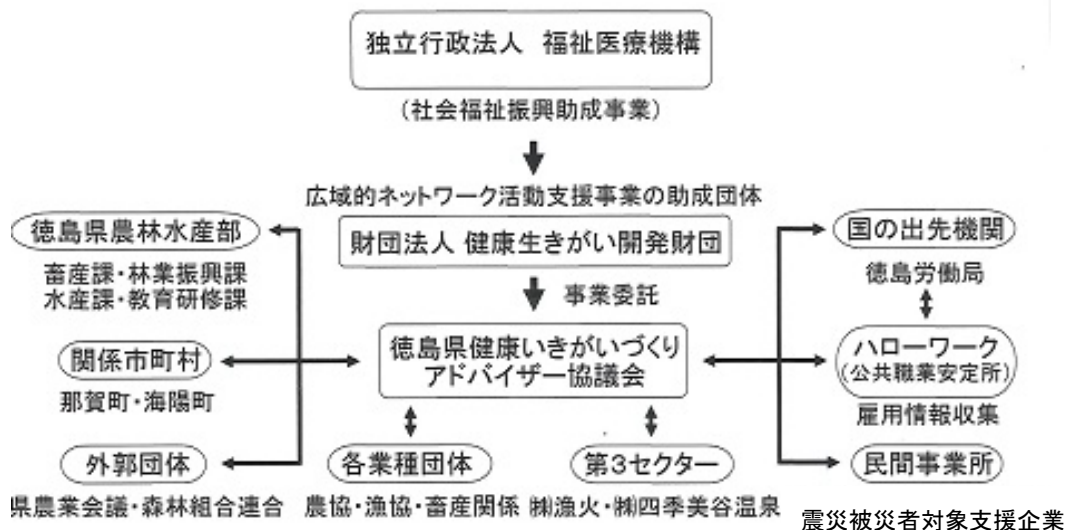 独立行政法人 福祉医療機構
(社会福祉振興助成事業)
広域的ネットワーク活動支援事業の助成団体
財団法人 健康生きがい開発財団
事業委託
徳島県健康いきがいづくり
アドバイザー協議会
徳島県農林水産部
畜産課・林業振興課
水産課・教育研修課
関係市町村
那賀町・海陽町
外郭団体
県農業会議・森林組合連合
各業種団体
農協・漁協・畜産関係
第3セクター
㈱漁火・㈱四季美谷温泉
国の出先機関
徳島労働局
ハローワーク
(公共職業安定所)
雇用情報収集
民間事業所
震災被災者対象支援企業